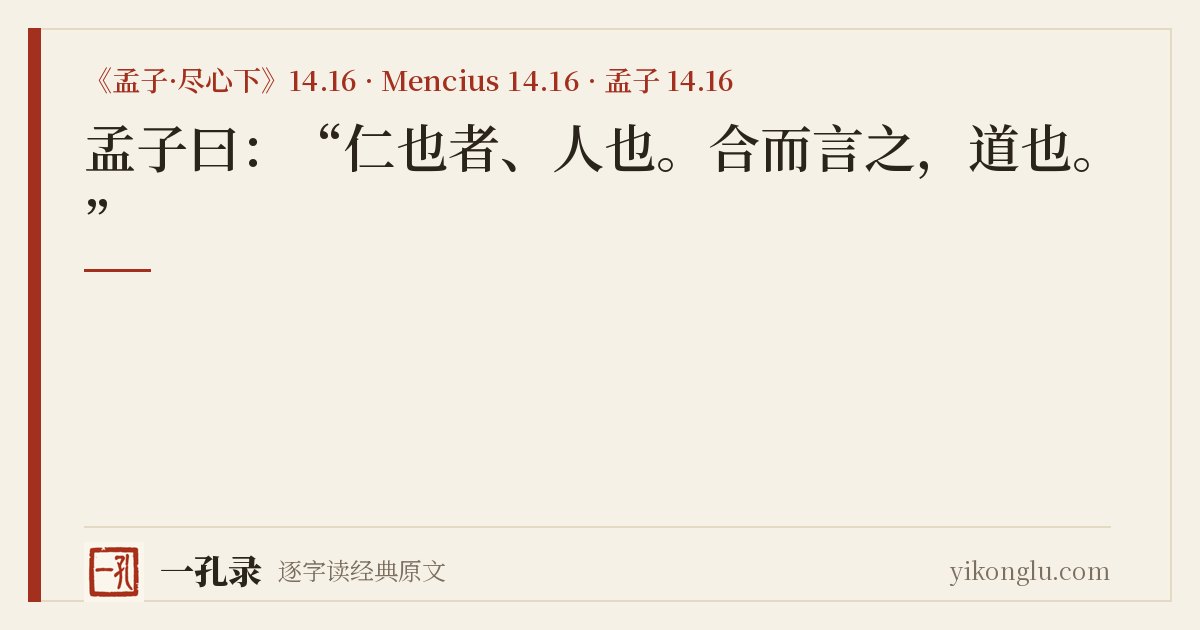 《孟子·尽心下》14.16 · Mencius 14.16 · 孟子 14.16
孟子曰：“仁也者、人也。合而言之，道也。
”
一孔
一孔录 逐字读经典原文 yikonglu.com